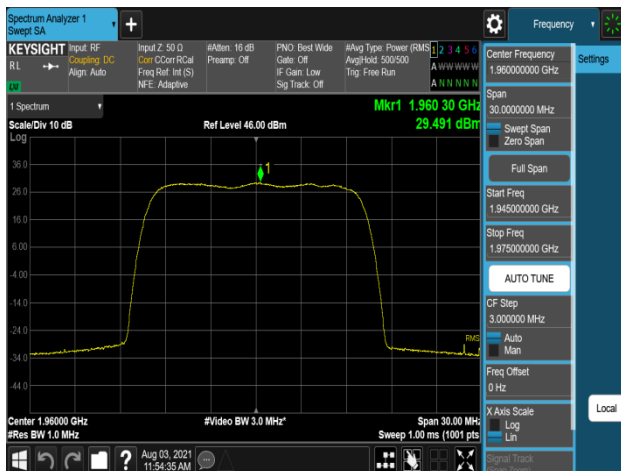 Spectrum Analyzer 1
Swept SA
+
Frequency
KEYSIGHT
Input: RF
Input Z: 50 Ω
#Atten: 16 dB
PNO: Best Wide
#Avg Type: Power (RMS
1 2 3 4 5 6
R L
Coupling: DC
Corr CCorr RCal
Preamp: Off
Gate: Off
Avg|Hold: 500/500
A W W W W W
Align: Auto
Freq Ref: Int (S)
IF Gain: Low
Trig: Free Run
NFE: Adaptive
Sig Track: Off
A N N N N N
1 Spectrum
Mkr1 1.960 30 GHz
Scale/Div 10 dB
Ref Level 46.00 dBm
29.491 dBm
Log
36.0
26.0
16.0
6.00
-4.00
-14.0
-24.0
-34.0
-44.0
1
RMS
Center 1.96000 GHz
#Video BW 3.0 MHz*
Span 30.00 MHz
#Res BW 1.0 MHz
Sweep 1.00 ms (1001 pts
Center Frequency
1.960000000 GHz
Settings
Span
30.0000000 MHz
Swept Span
Zero Span
Full Span
Start Freq
1.945000000 GHz
Stop Freq
1.975000000 GHz
AUTO TUNE
CF Step
3.000000 MHz
Auto
Man
Freq Offset
0 Hz
X Axis Scale
Log
Lin
Local
Signal Track
?
Aug 03, 2021
11:54:35 AM